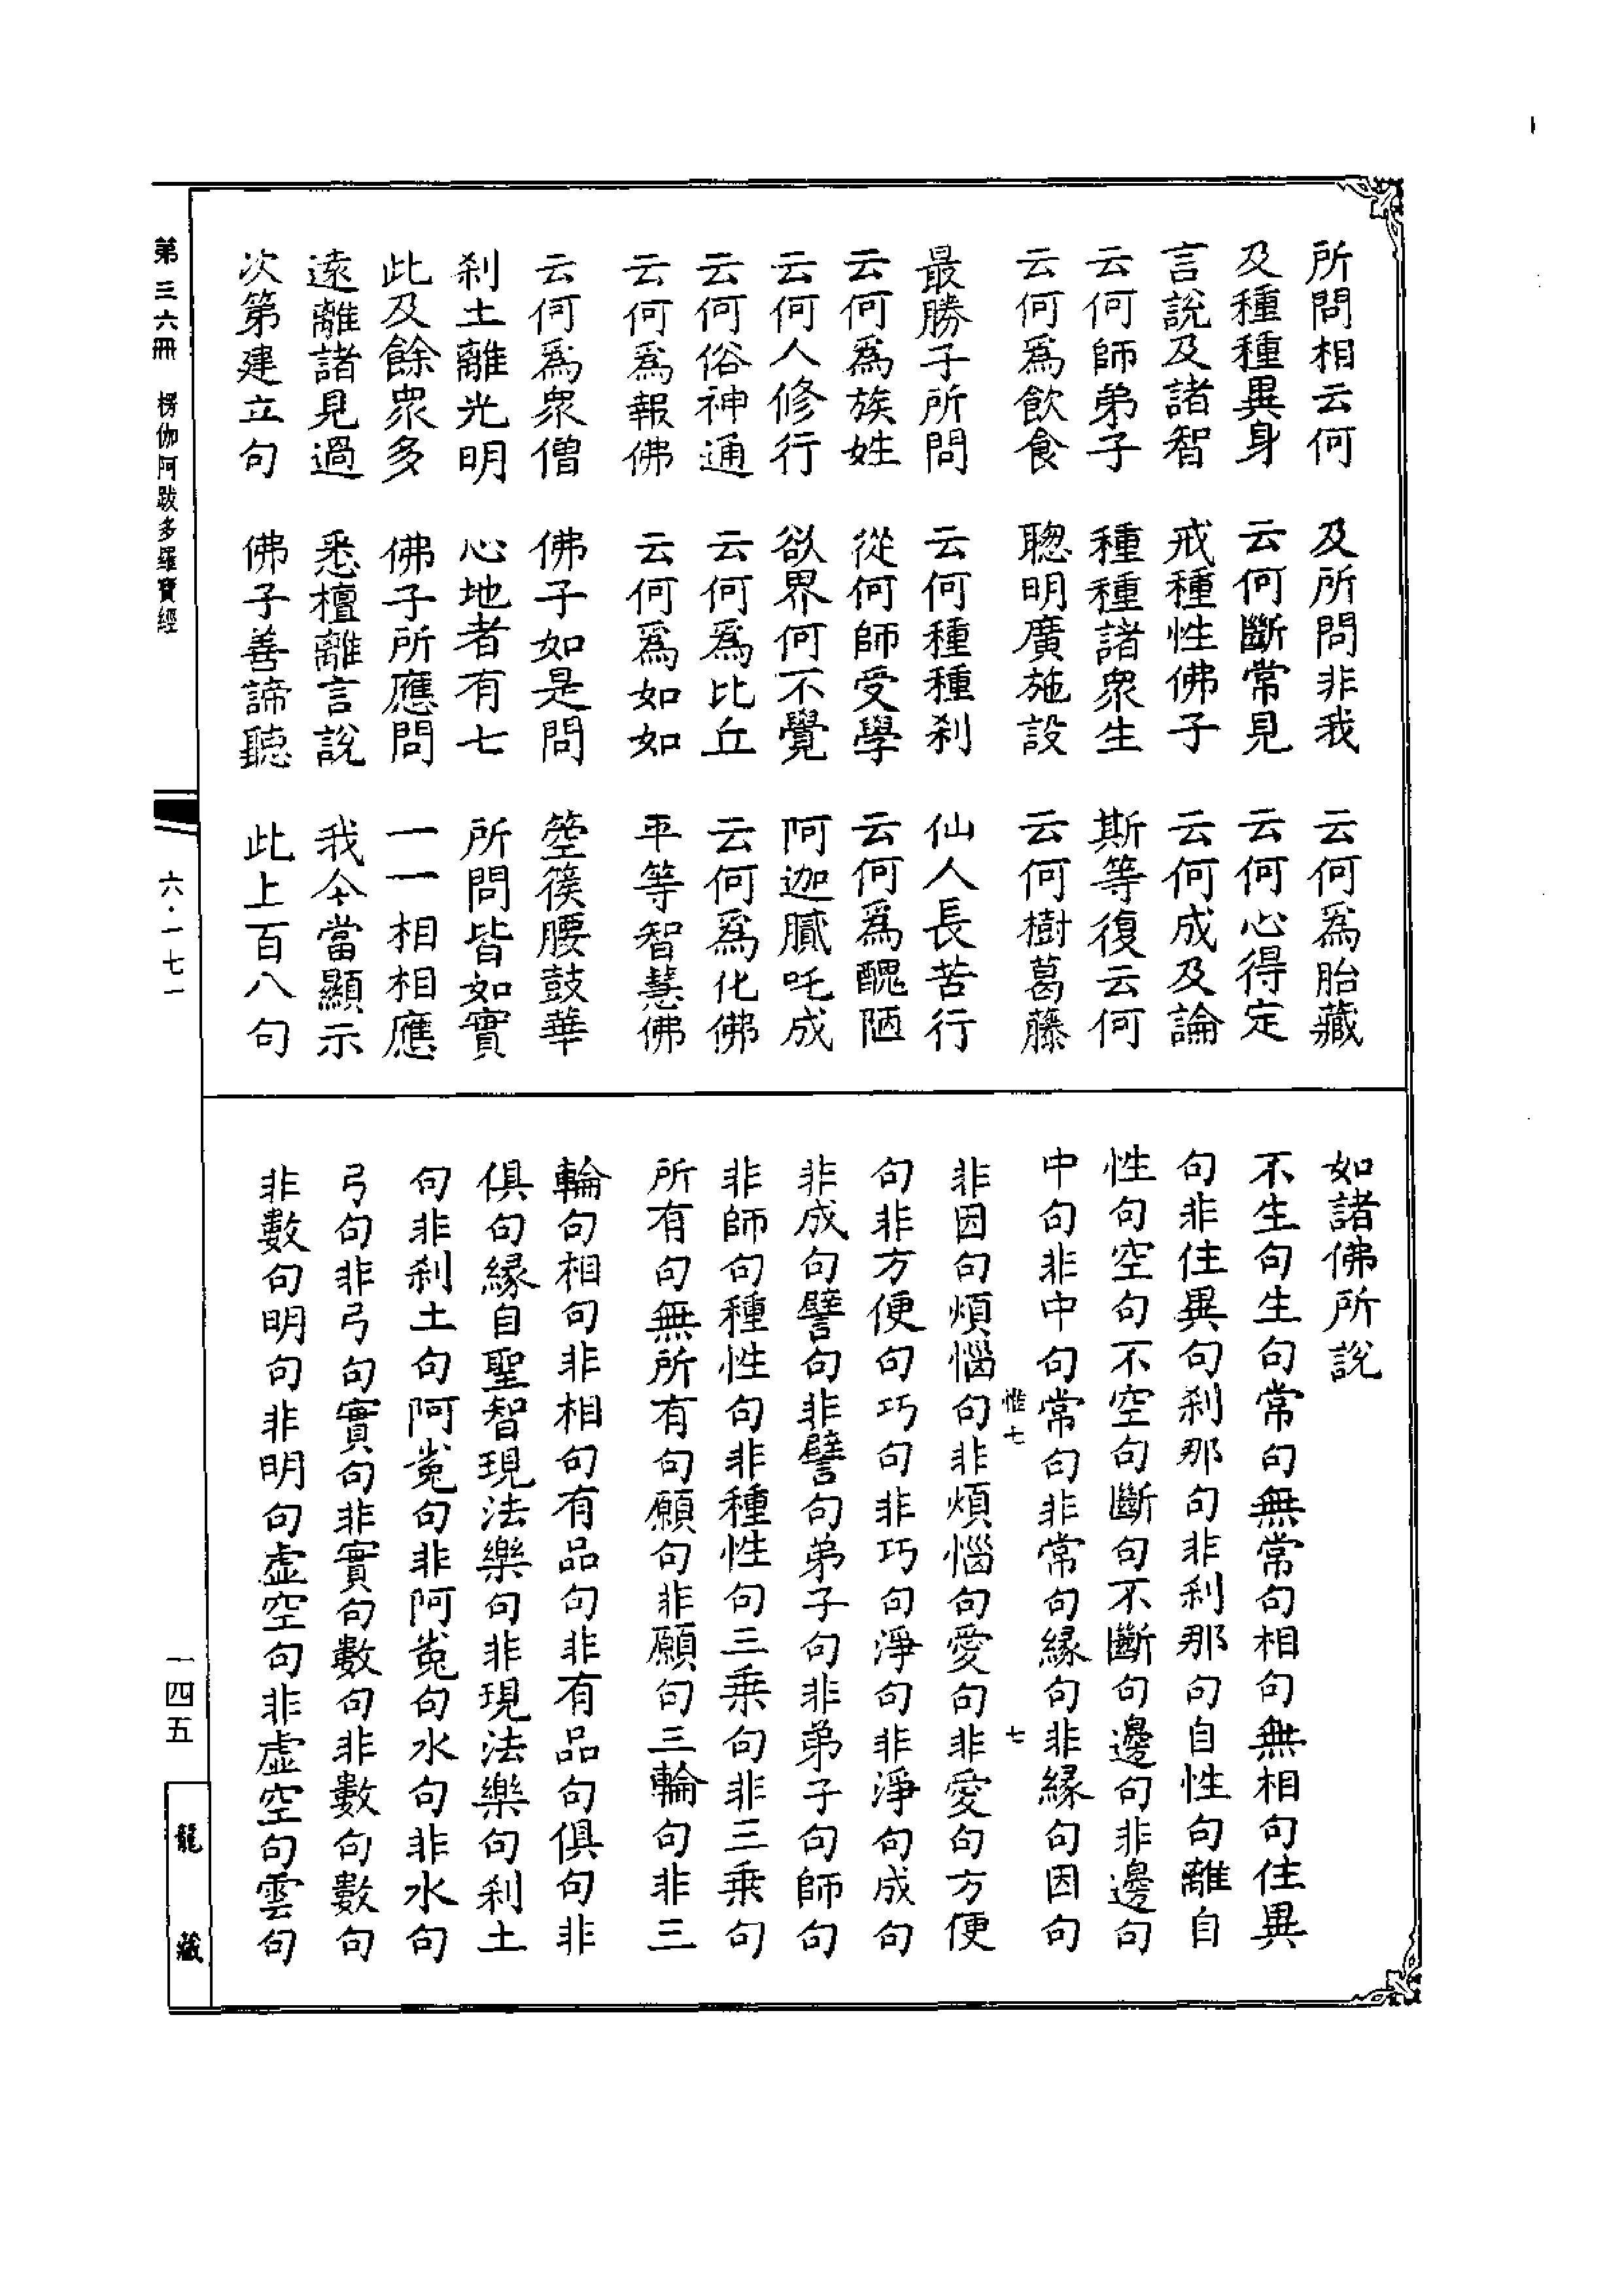 所問相云何　及所問非我　云何爲胎藏
及種種異身　云何斷常見　云何心得定
言說及諸智　戒種性佛子　云何成及論
云何師弟子　種種諸衆生　斯等復云何
云何爲飲食　聰明廣施設　云何樹葛藤
最勝子所問　云何種種刹　仙人長苦行
云何爲族姓　從何師受學　云何爲醜陋
云何人修行　欲界何不覺　阿迦膩吒成
云何俗神通　云何爲比丘　云何爲化佛
云何爲報佛　云何爲如如　平等智慧佛
云何爲衆僧　佛子如是問　箜篌腰鼓華
刹土離光明　心地者有七　所問皆如實
此及餘衆多　佛子所應問　一一相相應
遠離諸見過　悉檀離言說　我今當顯示
次第建立句　佛子善諦聽　此上百八句
如諸佛所說
不生句生句常句無常句相句無相句住異
句非住異句刹那句非刹那句自性句離自
性句空句不空句斷句不斷句邊句非邊句
中句非中句常句非常句緣句非緣句因句
惟七　七
非因句煩惱句非煩惱句愛句非愛句方便
句非方便句巧句非巧句淨句非淨句成句
非成句譬句非譬句弟子句非弟子句師句
非師句種性句非種性句三乘句非三乘句
所有句無所有句願句非願句三輪句非三
輪句相句非相句有品句非有品句俱句非
俱句緣自聖智現法樂句非現法樂句刹土
句非刹土句阿㝹句非阿㝹句水句非水句
弓句非弓句實句非實句數句非數句數句
非數句明句非明句虛空句非虛空句雲句
第三六冊　楞伽阿跋多羅寶經
六·一七一
一四五
龍藏